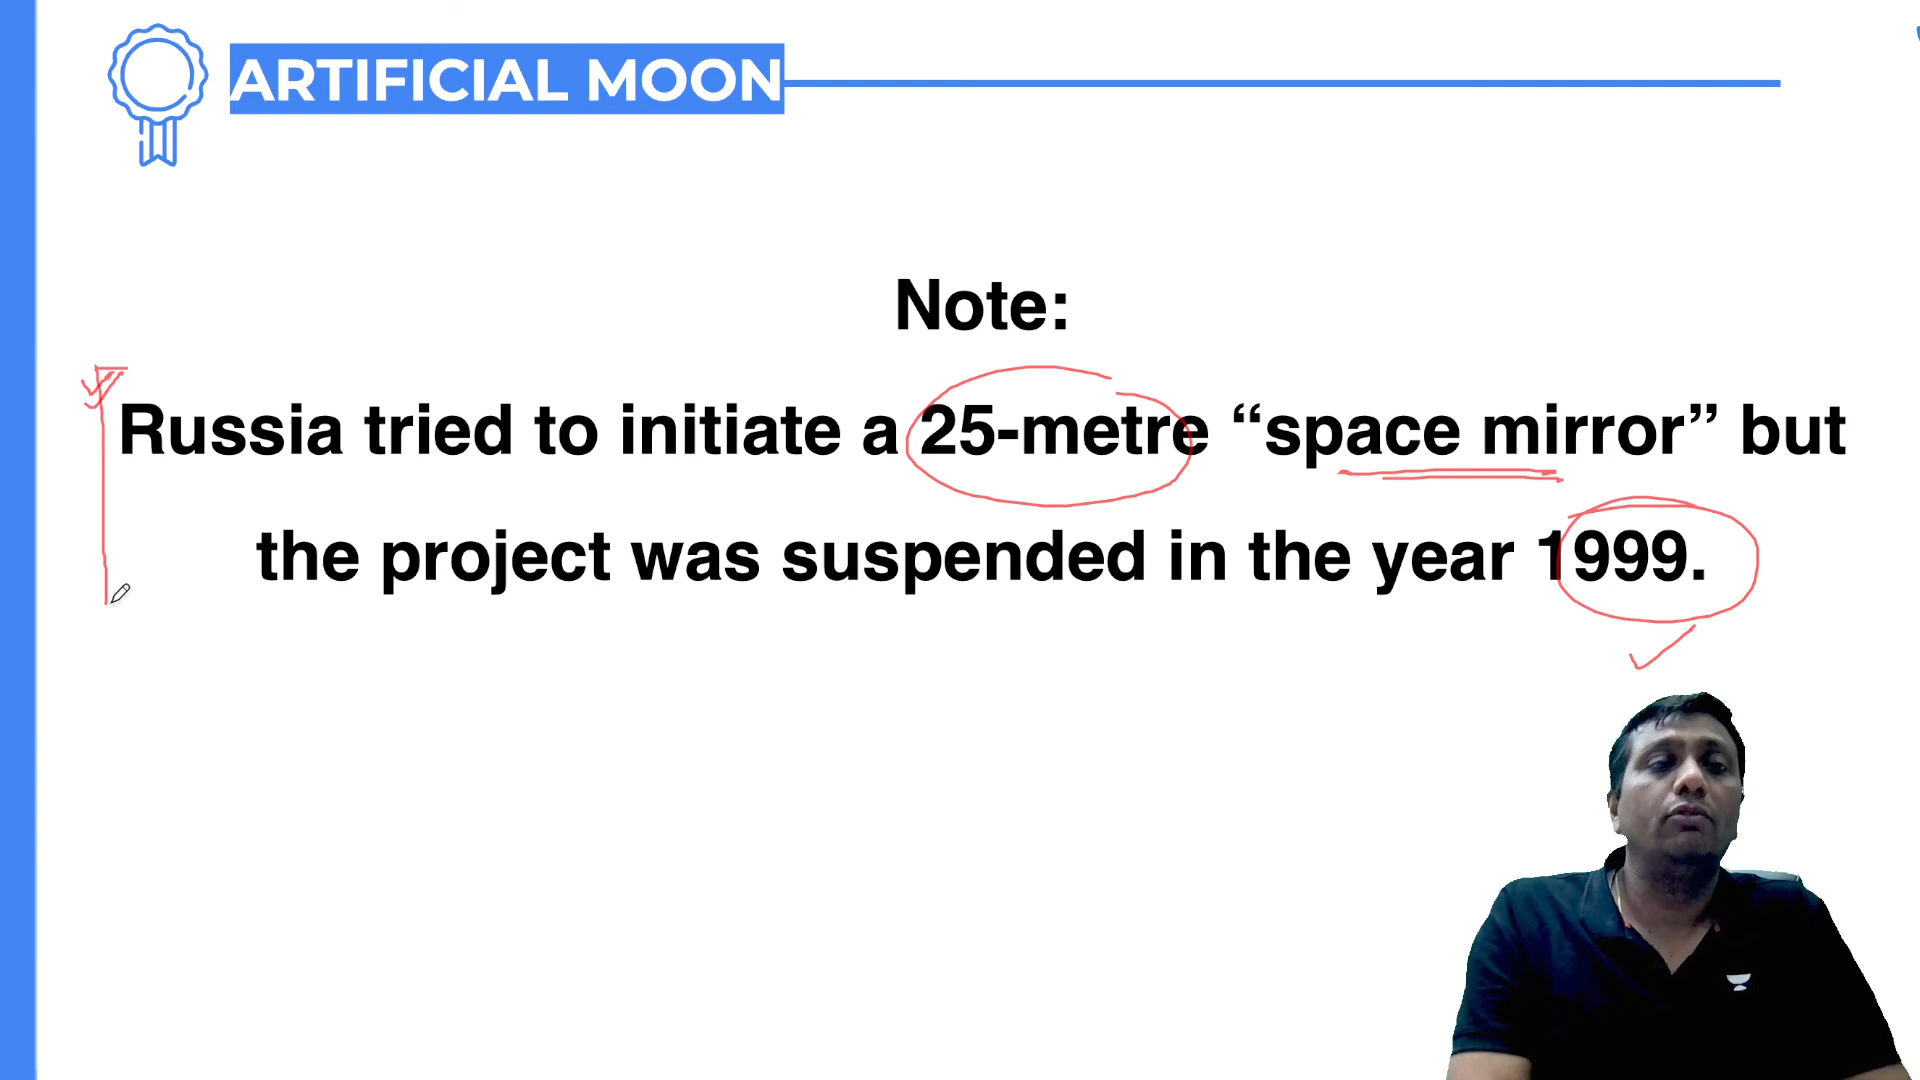 ARTIFICIAL MOON
Note:
Russia tried to initiate a 25-metre “space mirror” but
the project was suspended in the year 1999.